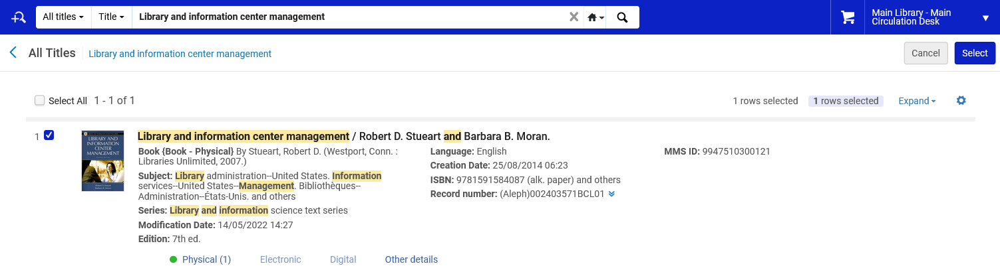 All titles Title Library and information center management Main Library - Main
Circulation Desk
All Titles Library and information center management Cancel Select
Select All 1 - 1 of 1 1 rows selected 1 rows selected Expand
1 Library and information center management / Robert D. Stueart and Barbara B. Moran.
LIBRARY AND
INFORMATION
CENTER
MANAGEMENT
Book {Book - Physical} By Stueart, Robert D. (Westport, Conn. :
Libraries Unlimited, 2007.)
Subject: Library administration--United States. Information
services--United States--Management. Bibliothèques--
Administration--États-Unis. and others
Series: Library and information science text series
Modification Date: 14/05/2022 14:27
Edition: 7th ed.
Language: English
Creation Date: 25/08/2014 06:23
ISBN: 9781591584087 (alk. paper) and others
Record number: (Aleph)002403571BCL01
MMS ID: 9947510300121
Physical (1) Electronic Digital Other details